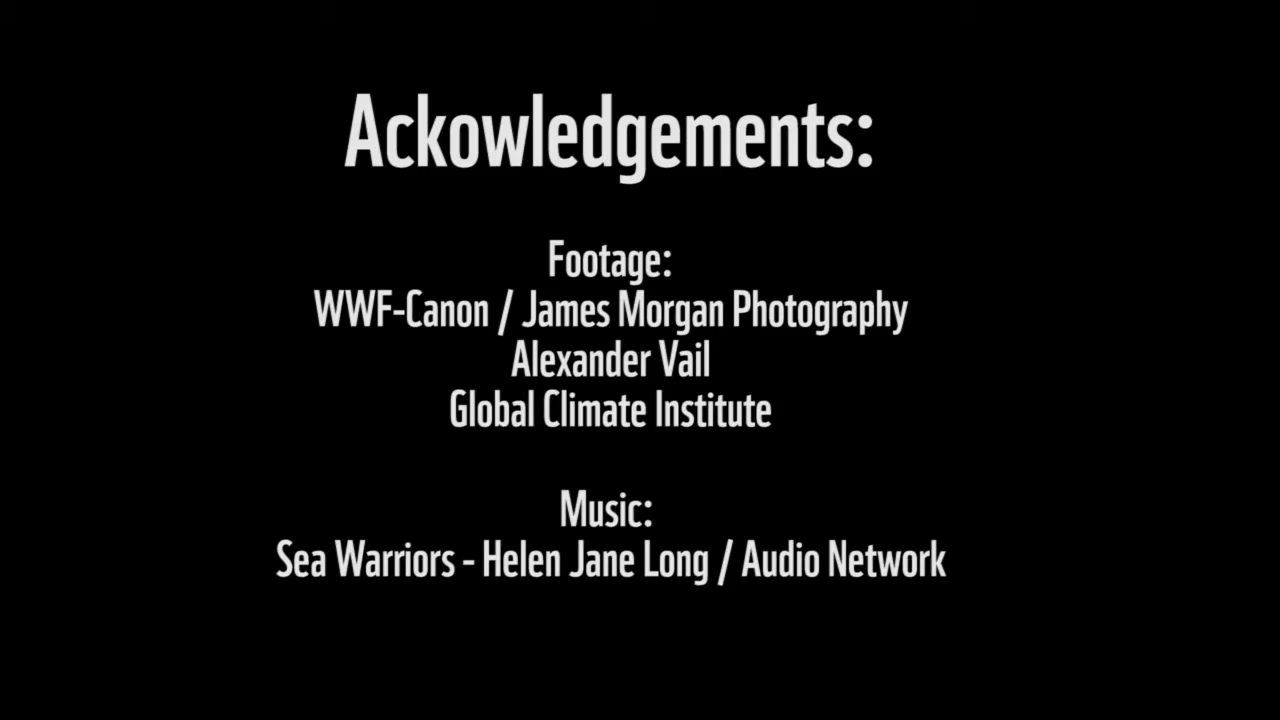 Ackowledgements:
Footage:
WWF-Canon / James Morgan Photography
Alexander Vail
Global Climate Institute
Music:
Sea Warriors - Helen Jane Long / Audio Network